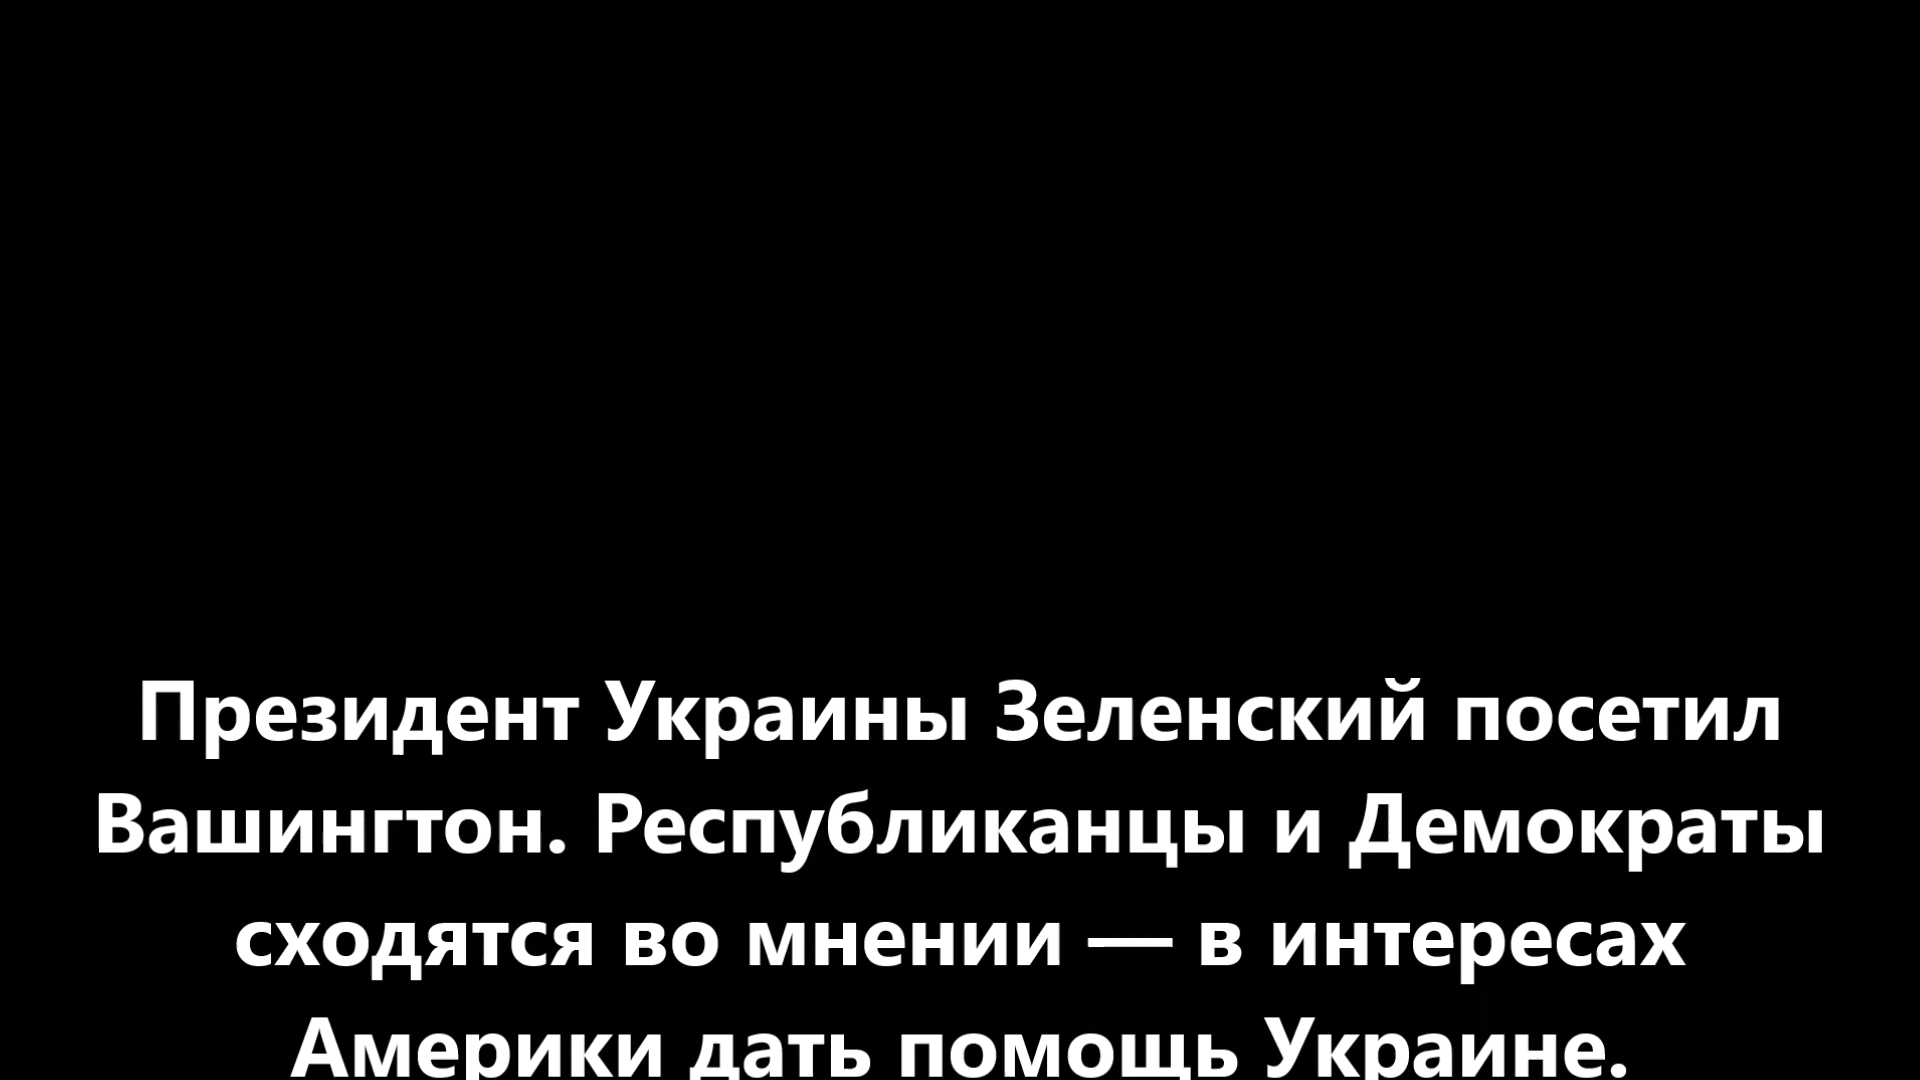 Президент Украины Зеленский посетил
Вашингтон. Республиканцы и Демократы
сходятся во мнении — в интересах
Америки дать помощь Украине.